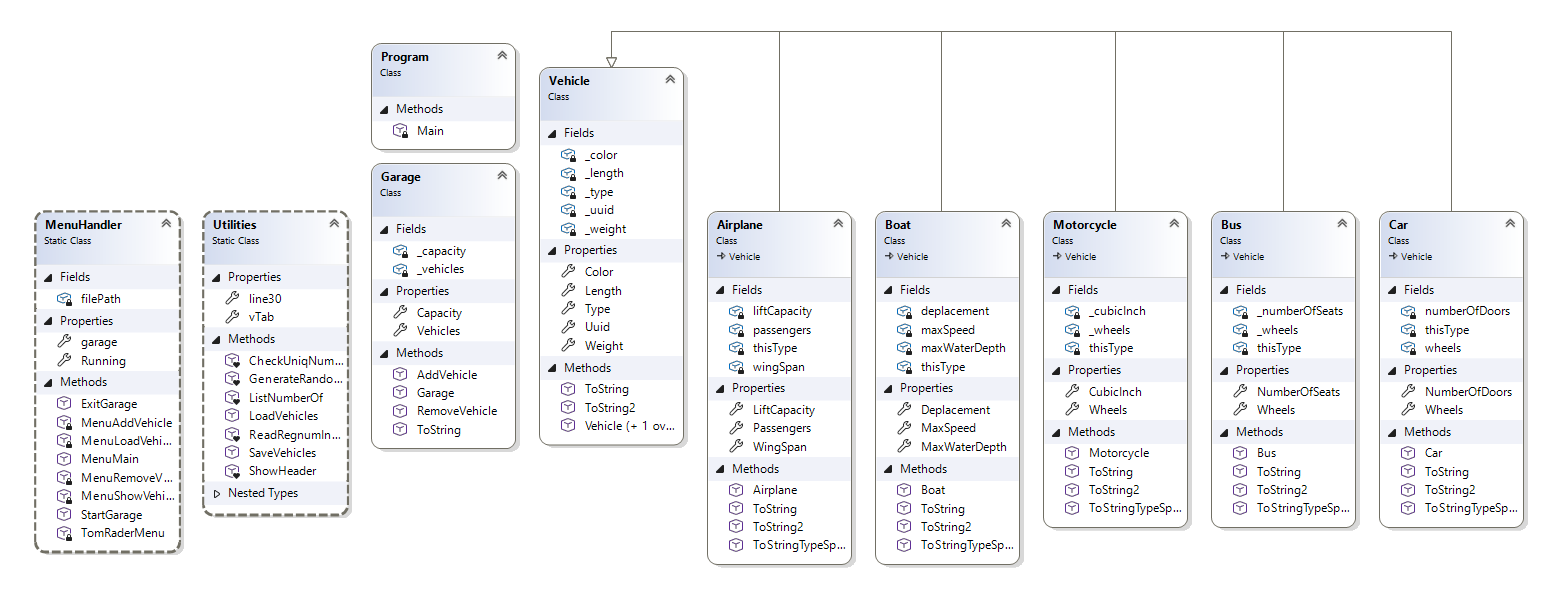 MenuHandler
Static Class
Fields
filePath
Properties
garage
Running
Methods
ExitGarage
MenuAddVehicle
MenuLoadVehi...
MenuMain
MenuRemoveV...
MenuShowVehi...
StartGarage
TomRaderMenu
Utilities
Static Class
Properties
line30
vTab
Methods
CheckUniqNum...
GenerateRando...
ListNumberOf
LoadVehicles
ReadRegnumIn...
SaveVehicles
ShowHeader
Nested Types
Program
Class
Methods
Main
Garage
Class
Fields
_capacity
_vehicles
Properties
Capacity
Vehicles
Methods
AddVehicle
Garage
RemoveVehicle
ToString
Vehicle
Class
Fields
_color
_length
_type
_uuid
_weight
Properties
Color
Length
Type
Uuid
Weight
Methods
ToString
ToString2
Vehicle (+ 1 ov...
Airplane
Class
Vehicle
Fields
liftCapacity
passengers
thisType
wingSpan
Properties
LiftCapacity
Passengers
WingSpan
Methods
Airplane
ToString
ToString2
ToStringTypeSp...
Boat
Class
Vehicle
Fields
deplacement
maxSpeed
maxWaterDepth
thisType
Properties
Deplacement
MaxSpeed
MaxWaterDepth
Methods
Boat
ToString
ToString2
ToStringTypeSp...
Motorcycle
Class
Vehicle
Fields
_cubicInch
_wheels
thisType
Properties
CubicInch
Wheels
Methods
Motorcycle
ToString
ToString2
ToStringTypeSp...
Bus
Class
Vehicle
Fields
_numberOfSeats
_wheels
thisType
Properties
NumberOfSeats
Wheels
Methods
Bus
ToString
ToString2
ToStringTypeSp...
Car
Class
Vehicle
Fields
numberOfDoors
thisType
wheels
Properties
NumberOfDoors
Wheels
Methods
Car
ToString
ToString2
ToStringTypeSp...